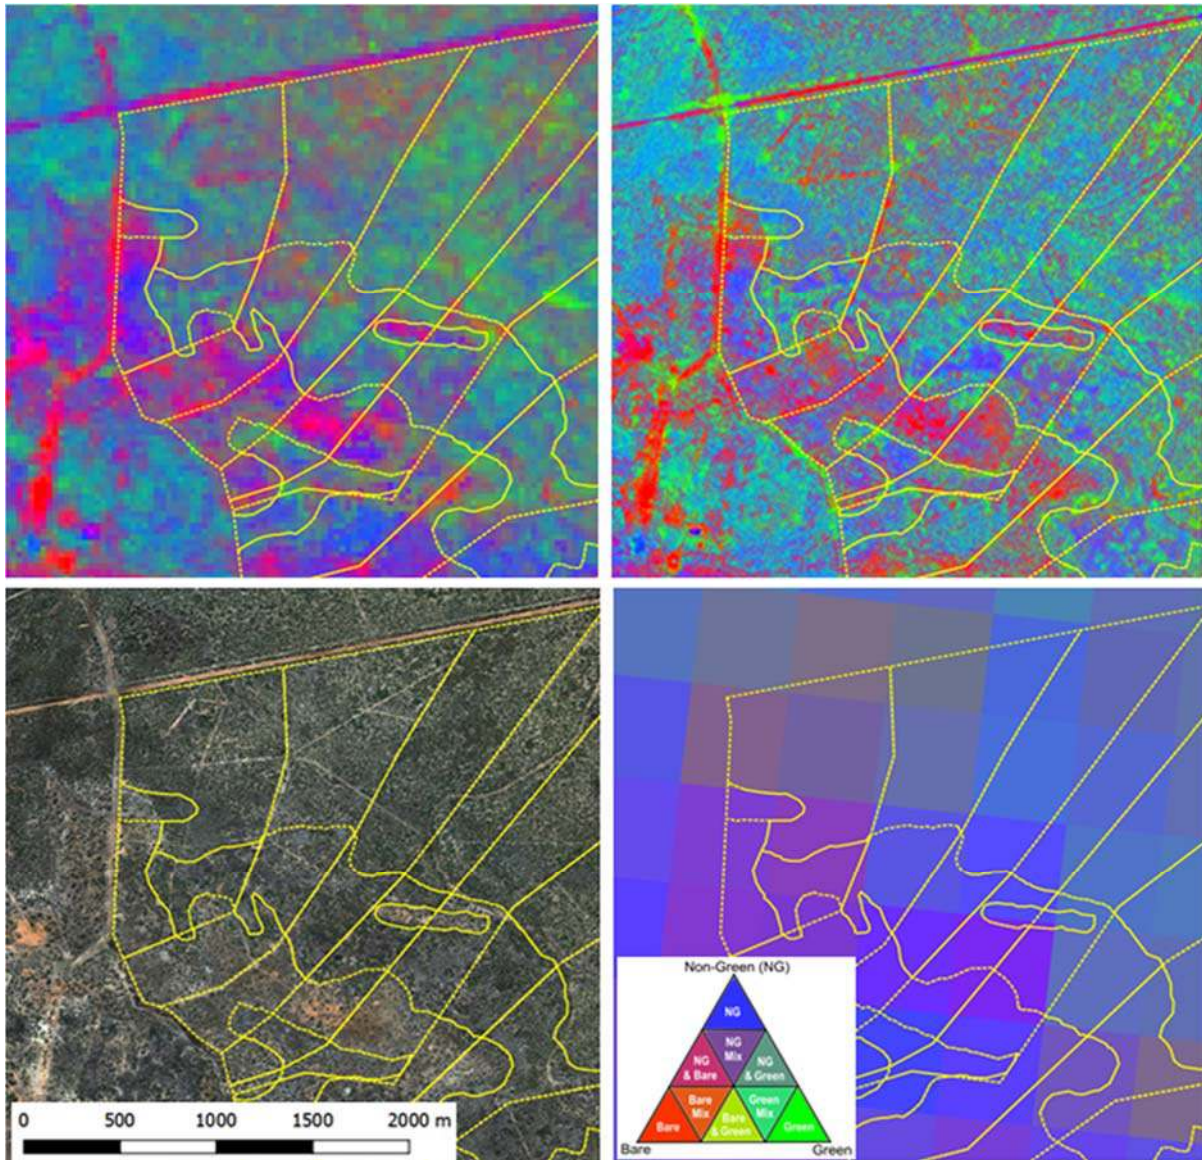 0 500 1000 1500 2000 m
Non-Green (NG)
NG
NG
Mix
NG
& Bare
NG
& Green
Bare
Mix
Bare
& Green
Green
Mix
Bare
Green
Bare
Green